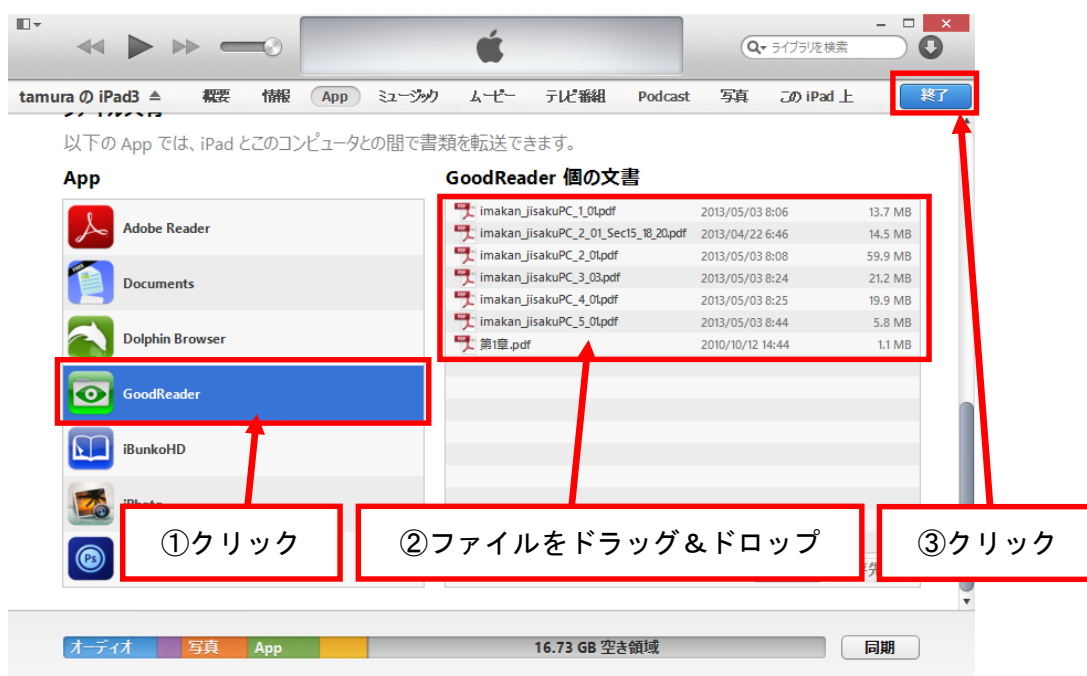 ライブラリを検索
tamura の iPad3 概要 情報 App ミュージック ムービー テレビ番組 Podcast 写真 この iPad 上 終了
ファイル共有
以下の App では、iPad とこのコンピュータとの間で書類を転送できます。
App
GoodReader 個の文書
Adobe Reader
Documents
FREE
Dolphin Browser
GoodReader
iBunkoHD
iPhoto
Ps
imakan_jisakuPC_1_01.pdf 2013/05/03 8:06 13.7 MB
imakan_jisakuPC_2_01_Sec15_18_20.pdf 2013/04/22 6:46 14.5 MB
imakan_jisakuPC_2_01.pdf 2013/05/03 8:08 59.9 MB
imakan_jisakuPC_3_03.pdf 2013/05/03 8:24 21.2 MB
imakan_jisakuPC_4_01.pdf 2013/05/03 8:25 19.9 MB
imakan_jisakuPC_5_01.pdf 2013/05/03 8:44 5.8 MB
第1章.pdf 2010/10/12 14:44 1.1 MB
①クリック
②ファイルをドラッグ＆ドロップ
③クリック
オーディオ 写真 App 16.73 GB 空き領域 同期